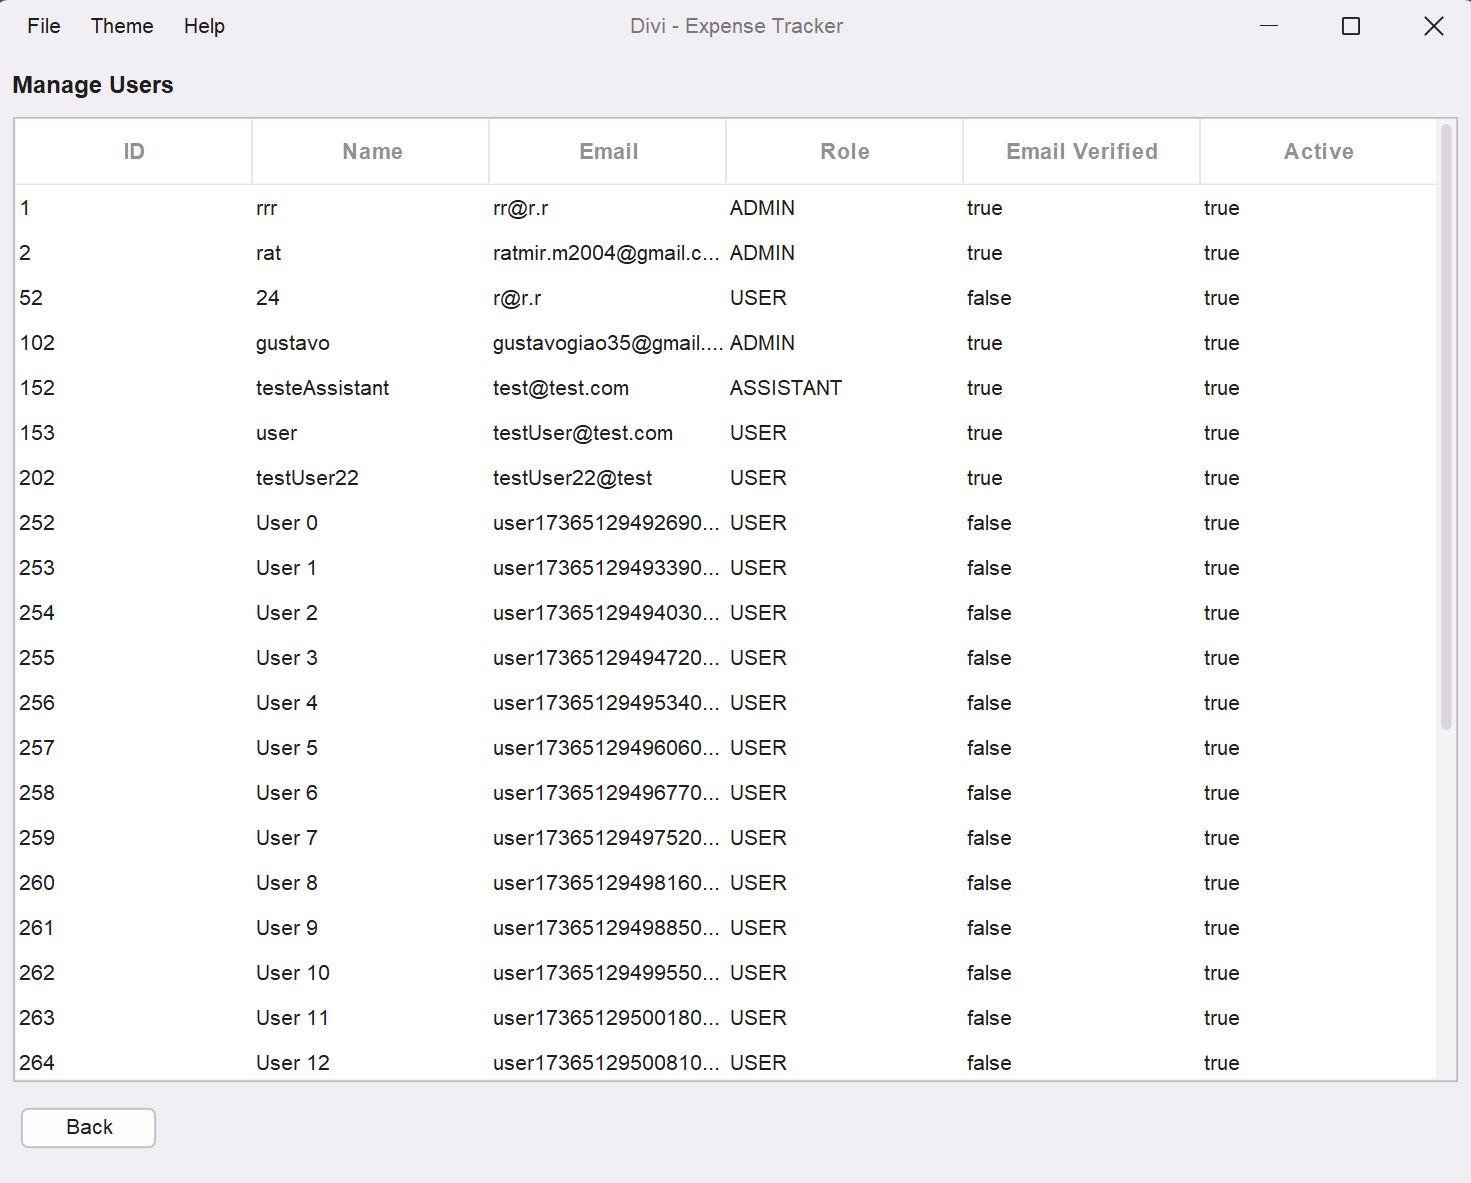 File Theme Help Divi - Expense Tracker
Manage Users
ID Name Email Role Email Verified Active
1 rrr rr@r.r ADMIN true true
2 rat ratmir.m2004@gmail.c... ADMIN true true
52 24 r@r.r USER false true
102 gustavo gustavogiao35@gmail.... ADMIN true true
152 testeAssistant test@test.com ASSISTANT true true
153 user testUser@test.com USER true true
202 testUser22 testUser22@test USER true true
252 User 0 user17365129492690... USER false true
253 User 1 user17365129493390... USER false true
254 User 2 user17365129494030... USER false true
255 User 3 user17365129494720... USER false true
256 User 4 user17365129495340... USER false true
257 User 5 user17365129496060... USER false true
258 User 6 user17365129496770... USER false true
259 User 7 user17365129497520... USER false true
260 User 8 user17365129498160... USER false true
261 User 9 user17365129498850... USER false true
262 User 10 user17365129499550... USER false true
263 User 11 user17365129500180... USER false true
264 User 12 user17365129500810... USER false true
Back